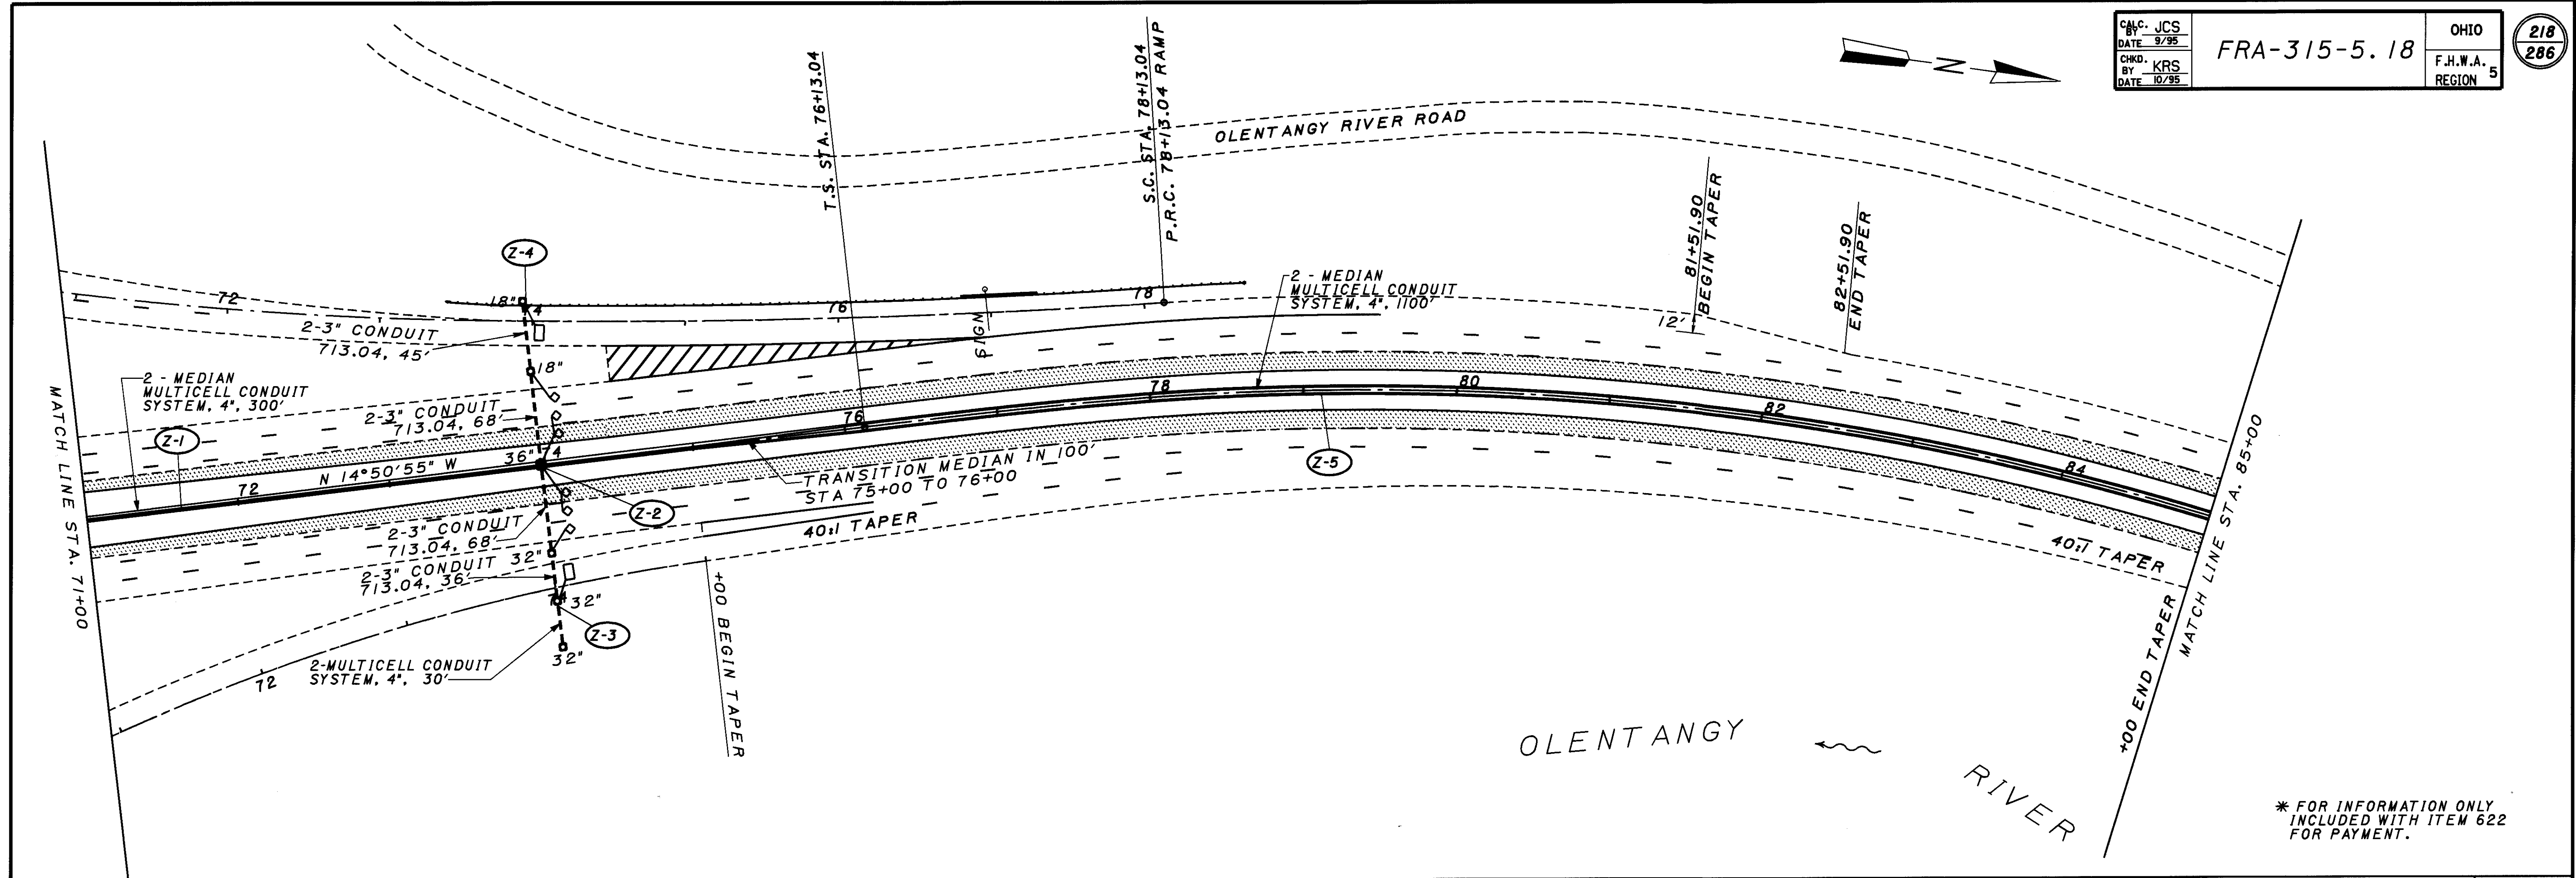 CALC. BY JCS
DATE 9/95
CHKD. BY KRS
DATE 10/95
FRA-315-5.18
OHIO
F.H.W.A. REGION 5
218
286
N
OLENTANGY RIVER ROAD
T.S. STA. 76+13.04
S.C. STA. 78+13.04
P.R.C. 78+13.04 RAMP
81+51.90
BEGIN TAPER
82+51.90
END TAPER
12'
Z-4
18"
74
72
76
78
SIGN
2-3" CONDUIT
713.04, 45'
18"
2 - MEDIAN
MULTICELL CONDUIT
SYSTEM, 4", 1100'
2 - MEDIAN
MULTICELL CONDUIT
SYSTEM, 4", 300'
Z-1
2-3" CONDUIT
713.04, 68'
N 14°50'55" W
36"
72
74
76
78
80
82
84
TRANSITION MEDIAN IN 100'
STA 75+00 TO 76+00
Z-5
Z-2
2-3" CONDUIT
713.04, 68'
32"
40:1 TAPER
40:1 TAPER
2-3" CONDUIT
713.04, 36'
74
32"
Z-3
32"
72
2-MULTICELL CONDUIT
SYSTEM, 4", 30'
+00 BEGIN TAPER
+00 END TAPER
MATCH LINE STA. 71+00
MATCH LINE STA. 85+00
OLENTANGY
RIVER
* FOR INFORMATION ONLY
INCLUDED WITH ITEM 622
FOR PAYMENT.